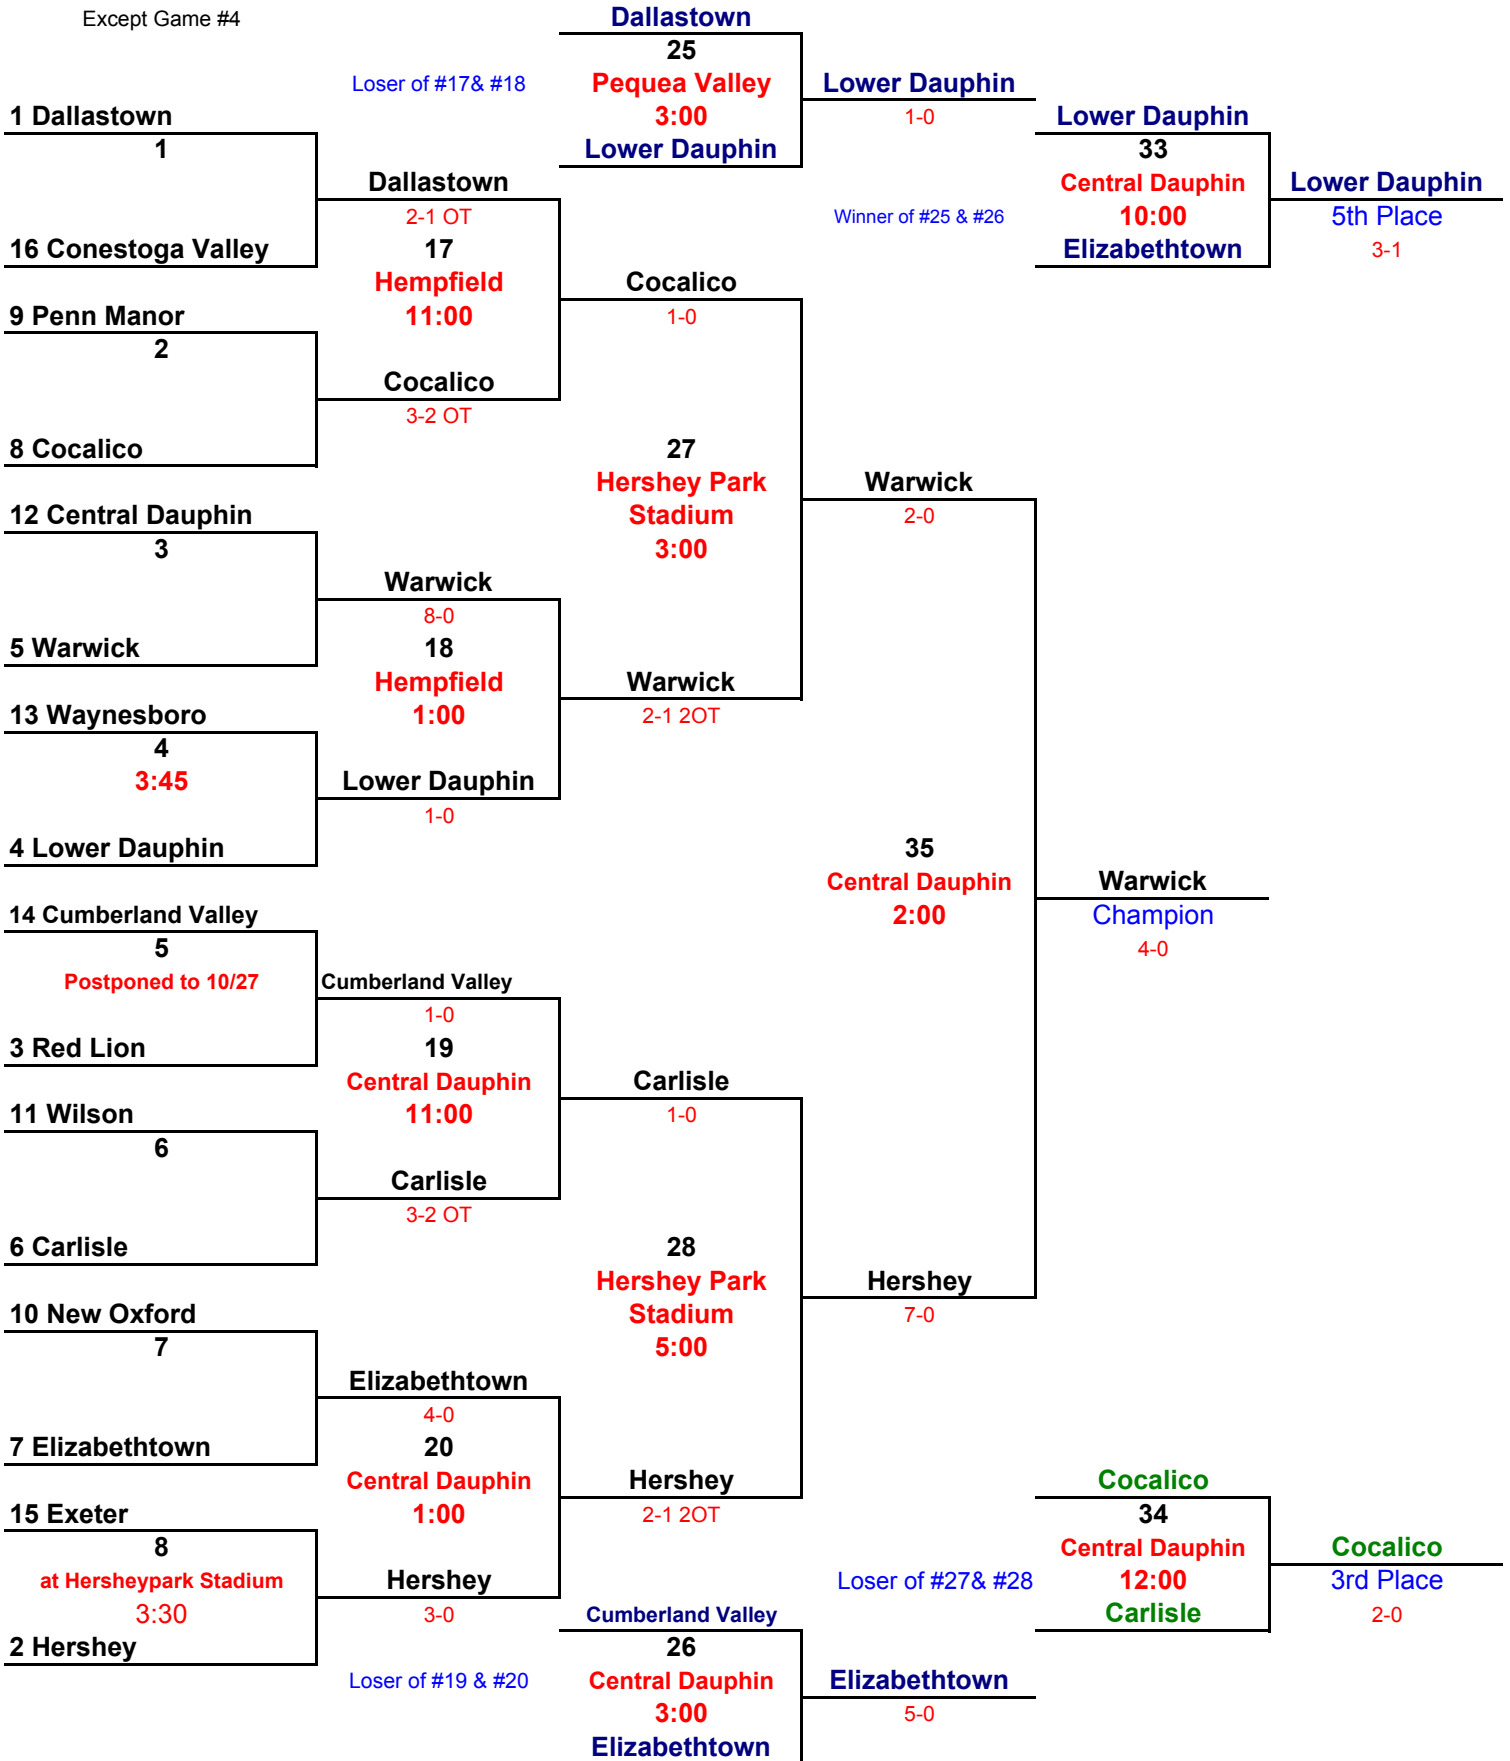 Except Game #4
Dallastown
25
Loser of #17& #18
Pequea Valley
Lower Dauphin
3:00
1-0
1 Dallastown
Lower Dauphin
1
Lower Dauphin
33
Dallastown
Central Dauphin
Lower Dauphin
2-1 OT
Winner of #25 & #26
10:00
5th Place
16 Conestoga Valley
17
Elizabethtown
3-1
Hempfield
Cocalico
9 Penn Manor
11:00
1-0
2
Cocalico
3-2 OT
8 Cocalico
27
Hershey Park
Warwick
12 Central Dauphin
Stadium
2-0
3
3:00
Warwick
8-0
5 Warwick
18
Hempfield
Warwick
13 Waynesboro
1:00
2-1 2OT
4
3:45
Lower Dauphin
1-0
4 Lower Dauphin
35
Central Dauphin
Warwick
14 Cumberland Valley
2:00
Champion
5
4-0
Postponed to 10/27
Cumberland Valley
1-0
3 Red Lion
19
Central Dauphin
Carlisle
11 Wilson
11:00
1-0
6
Carlisle
3-2 OT
6 Carlisle
28
Hershey Park
Hershey
10 New Oxford
Stadium
7-0
7
5:00
Elizabethtown
4-0
7 Elizabethtown
20
Central Dauphin
Hershey
Cocalico
15 Exeter
1:00
2-1 2OT
34
8
Central Dauphin
Cocalico
at Hersheypark Stadium
Hershey
Loser of #27& #28
12:00
3rd Place
3:30
3-0
Cumberland Valley
Carlisle
2-0
2 Hershey
26
Loser of #19 & #20
Central Dauphin
Elizabethtown
3:00
5-0
Elizabethtown